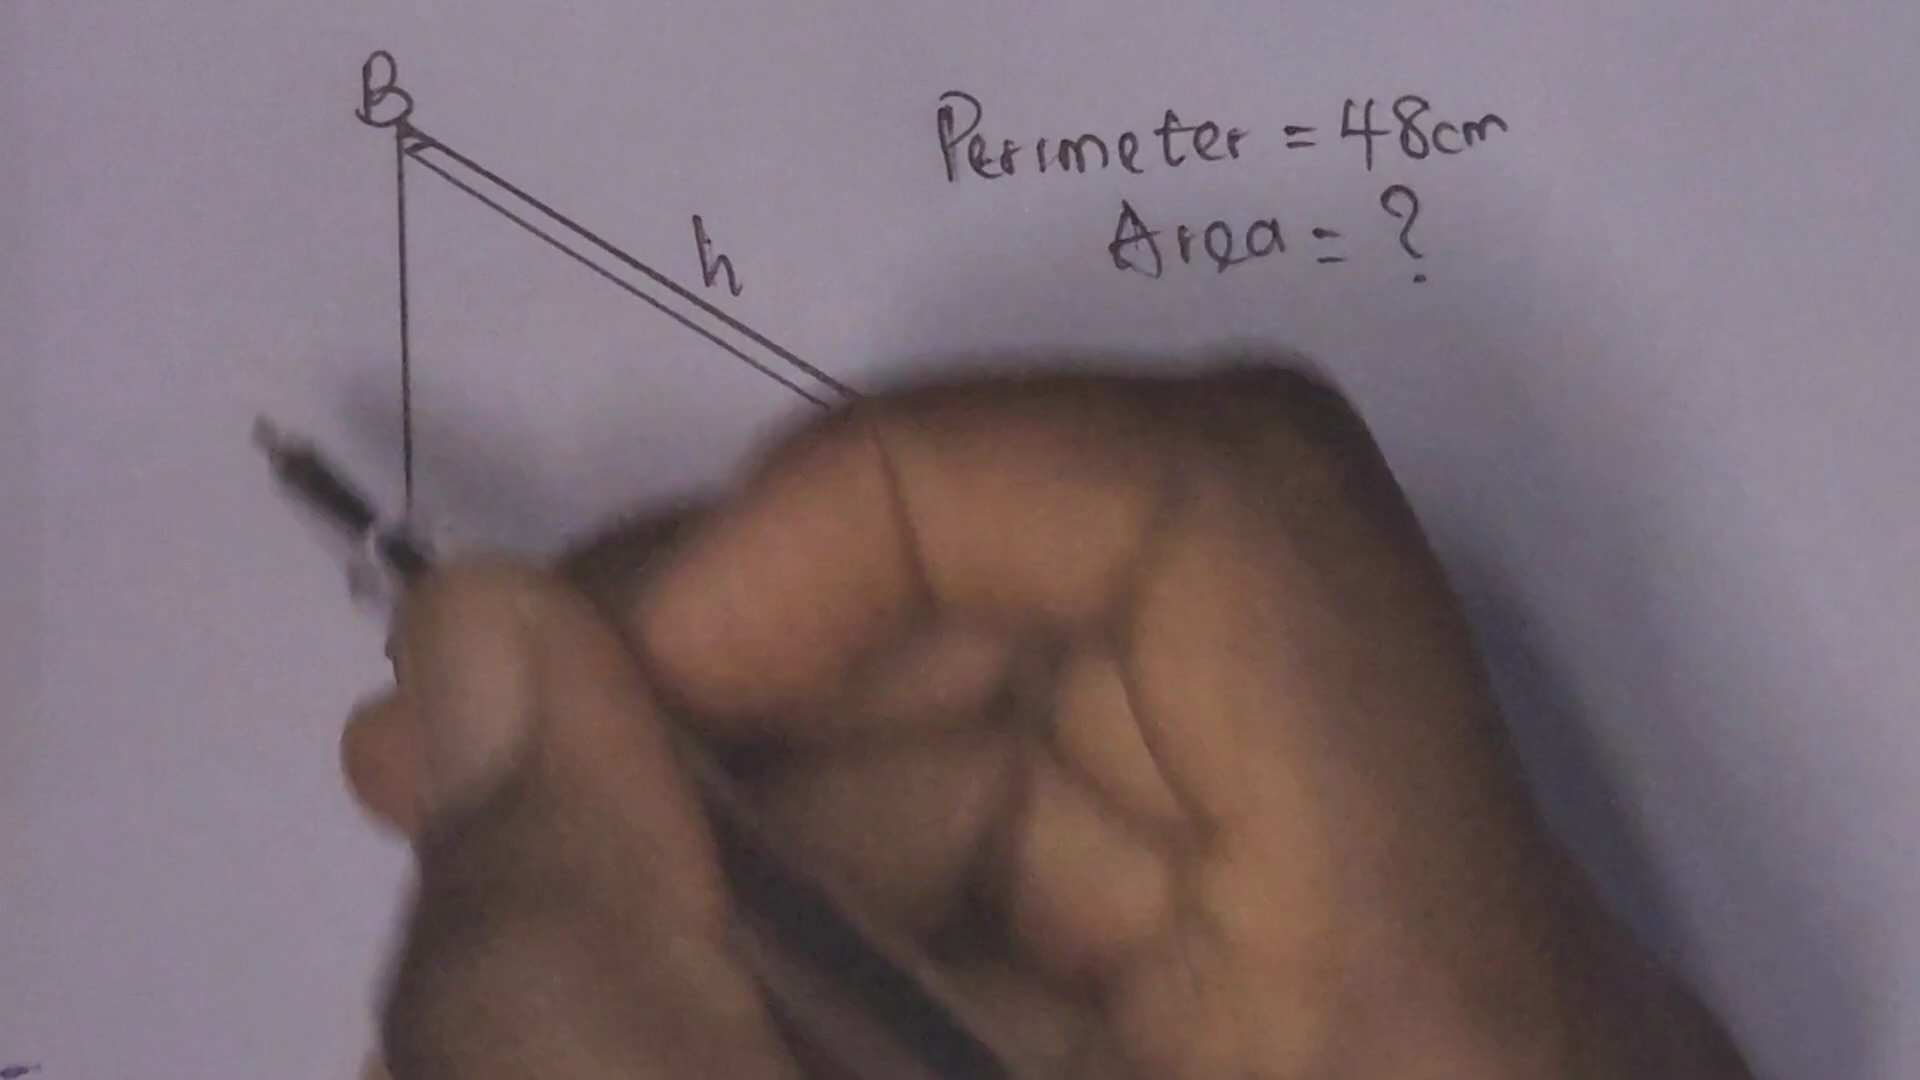 B
h
Perimeter = 48cm
Area = ?